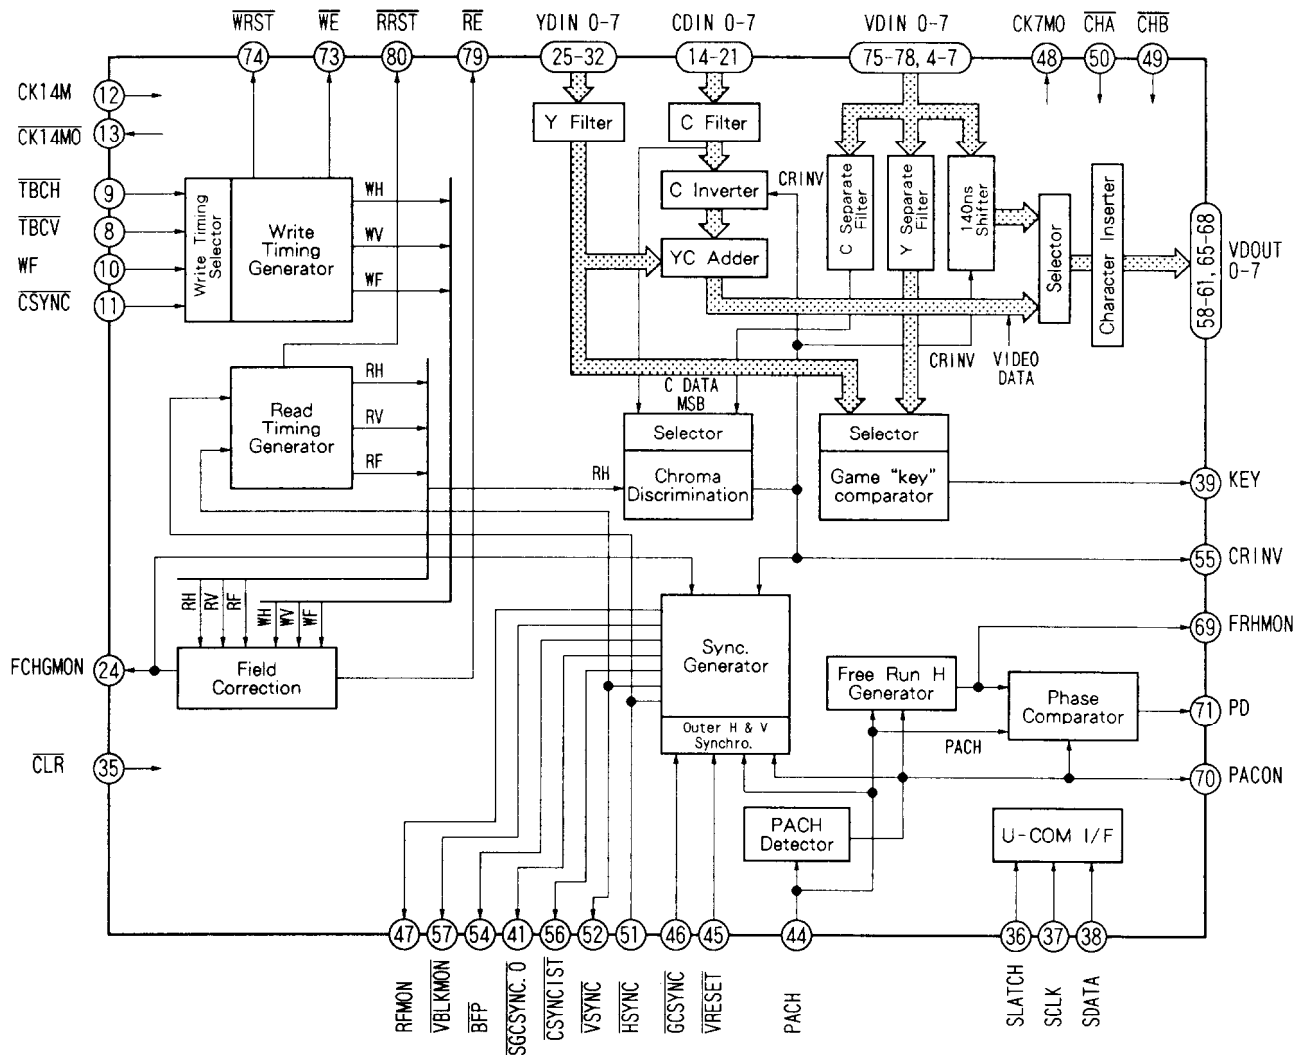 WRST WE RRST RE YDIN 0-7 CDIN 0-7 VDIN 0-7 CK7MO CHA CHB
74 73 80 79 25-32 14-21 75-78, 4-7 48 50 49
CK14M 12
CK14MO 13
TBCH 9
TBCV 8
WF 10
CSYNC 11
Write Timing
Selector
Write
Timing
Generator
WH
WV
WF
Y Filter
C Filter
C Inverter
YC Adder
CRINV
C Separate
Filter
Y Separate
Filter
140ns
Shifter
Selector
Character Inserter
58-61, 65-68
VDOUT
0-7
CRINV
VIDEO
DATA
Read
Timing
Generator
RH
RV
RF
C DATA
MSB
Selector
Chroma
Discrimination
RH
Selector
Game "key"
comparator
39 KEY
55 CRINV
RH
RV
RF
WH
WV
WF
FCHGMON 24
Field
Correction
Sync.
Generator
Outer H & V
Synchro.
Free Run H
Generator
Phase
Comparator
PACH
69 FRHMON
71 PD
70 PACON
CLR 35
PACH
Detector
U-COM I/F
47 57 54 41 56 52 51 46 45 44 36 37 38
RFMON
VBLKMON
BFP
SGCSYNC.O
CSYNCIST
VSYNC
HSYNC
GCSYNC
VRESET
PACH
SLATCH
SCLK
SDATA